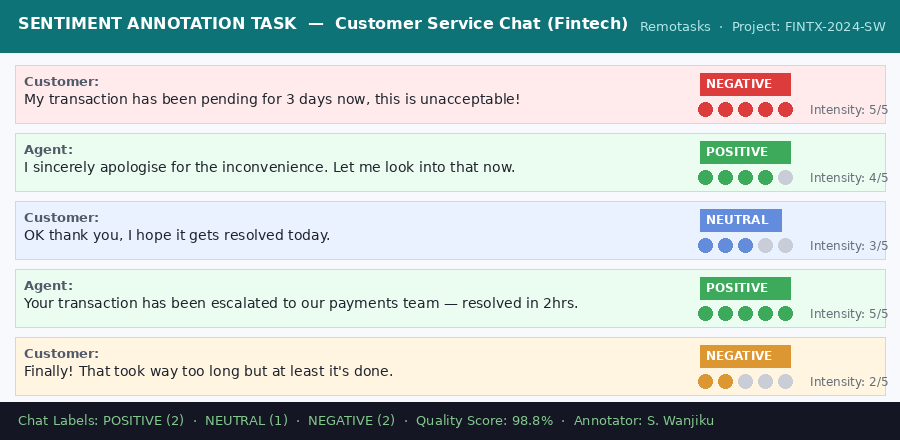 SENTIMENT ANNOTATION TASK — Customer Service Chat (Fintech) Remotasks · Project: FINTX-2024-SW
Customer:
NEGATIVE
My transaction has been pending for 3 days now, this is unacceptable!
Intensity: 5/5
Agent:
POSITIVE
I sincerely apologise for the inconvenience. Let me look into that now.
Intensity: 4/5
Customer:
NEUTRAL
OK thank you, I hope it gets resolved today.
Intensity: 3/5
Agent:
POSITIVE
Your transaction has been escalated to our payments team — resolved in 2hrs.
Intensity: 5/5
Customer:
NEGATIVE
Finally! That took way too long but at least it's done.
Intensity: 2/5
Chat Labels: POSITIVE (2) · NEUTRAL (1) · NEGATIVE (2) · Quality Score: 98.8% · Annotator: S. Wanjiku